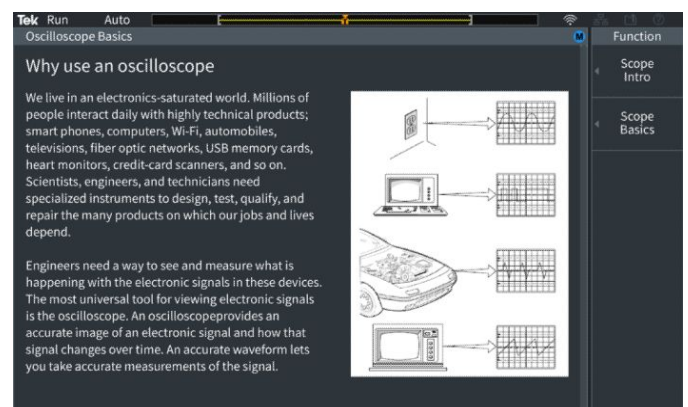 Tek Run Auto
Oscilloscope Basics
M
Function
Why use an oscilloscope
We live in an electronics-saturated world. Millions of
people interact daily with highly technical products;
smart phones, computers, Wi-Fi, automobiles,
televisions, fiber optic networks, USB memory cards,
heart monitors, credit-card scanners, and so on.
Scientists, engineers, and technicians need
specialized instruments to design, test, qualify, and
repair the many products on which our jobs and lives
depend.
Engineers need a way to see and measure what is
happening with the electronic signals in these devices.
The most universal tool for viewing electronic signals
is the oscilloscope. An oscilloscopeprovides an
accurate image of an electronic signal and how that
signal changes over time. An accurate waveform lets
you take accurate measurements of the signal.
Scope
Intro
Scope
Basics